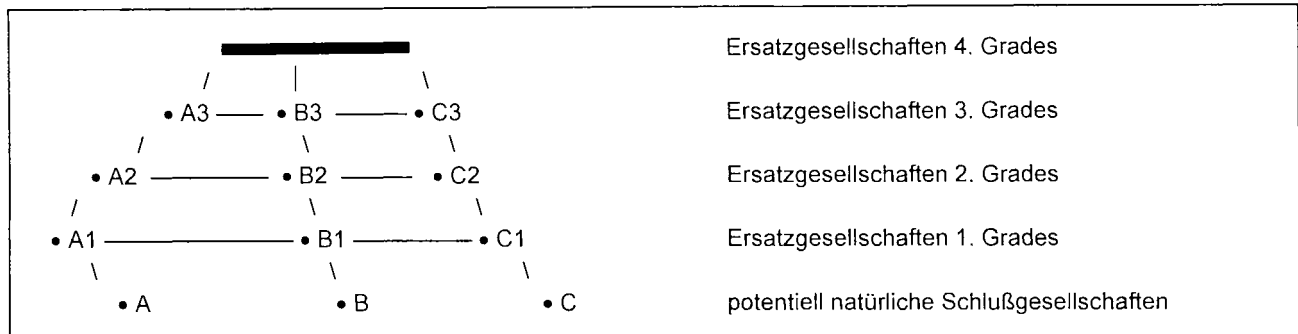 Ersatzgesellschaften 4. Grades
• A3 • B3 • C3 Ersatzgesellschaften 3. Grades
• A2 • B2 • C2 Ersatzgesellschaften 2. Grades
• A1 • B1 • C1 Ersatzgesellschaften 1. Grades
• A • B • C potentiell natürliche Schlußgesellschaften